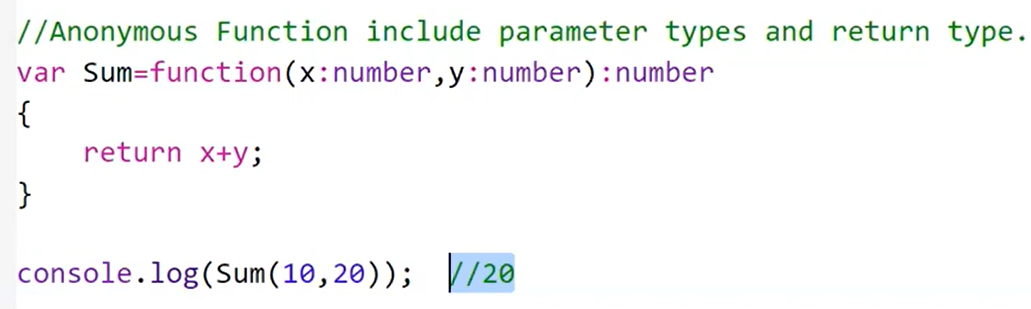 //Anonymous Function include parameter types and return type.
var Sum=function(x:number,y:number):number
{
    return x+y;
}
console.log(Sum(10,20));  //20